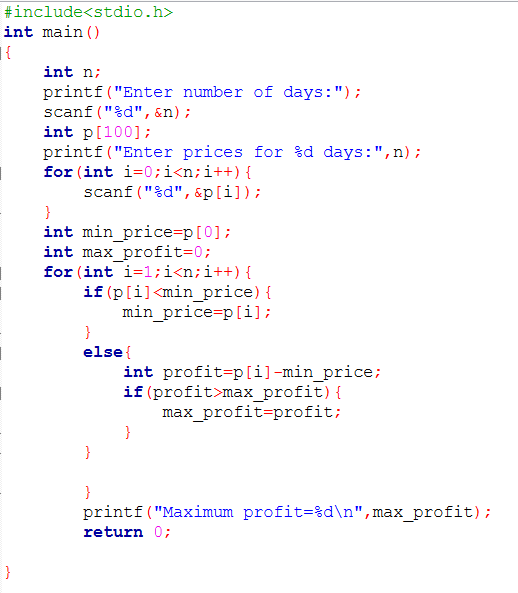 #include<stdio.h>
int main()
{
    int n;
    printf("Enter number of days:");
    scanf("%d",&n);
    int p[100];
    printf("Enter prices for %d days:",n);
    for(int i=0;i<n;i++){
        scanf("%d",&p[i]);
    }
    int min_price=p[0];
    int max_profit=0;
    for(int i=1;i<n;i++){
        if(p[i]<min_price){
            min_price=p[i];
        }
        else{
            int profit=p[i]-min_price;
            if(profit>max_profit){
                max_profit=profit;
            }
        }

        }
        printf("Maximum profit=%d\n",max_profit);
        return 0;

}